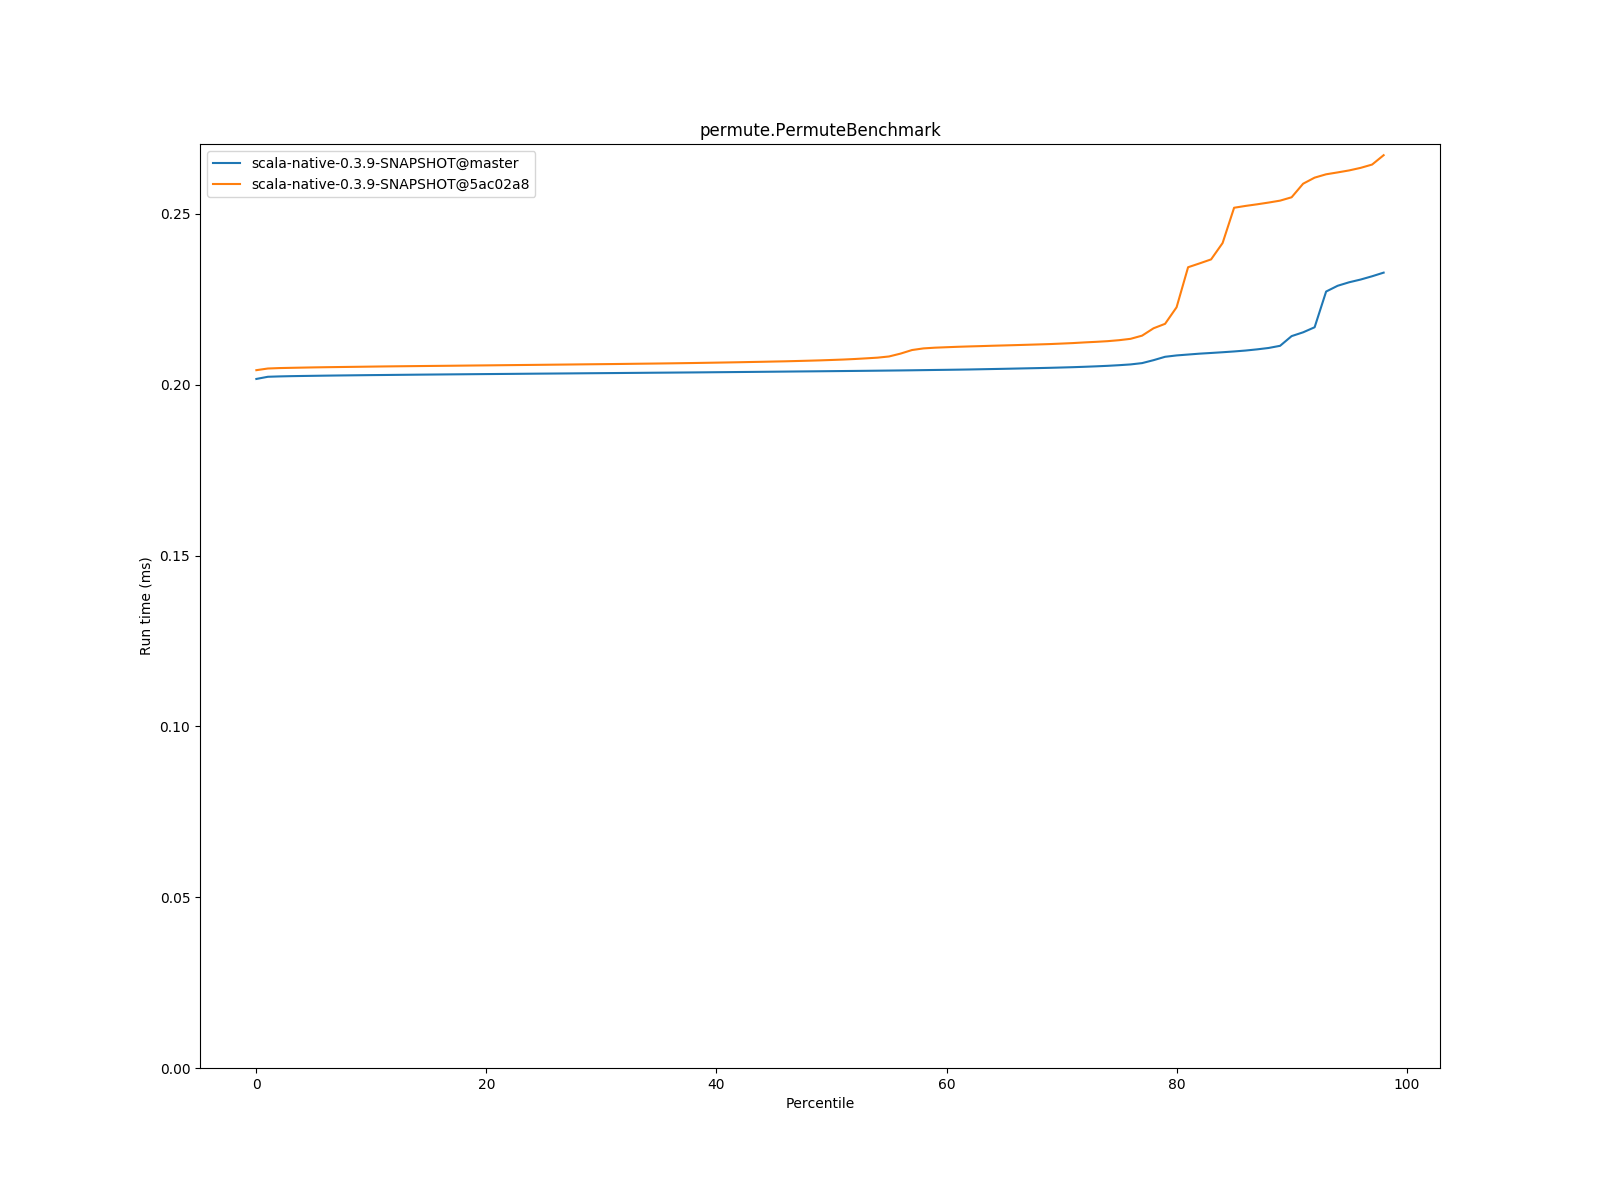 permute.PermuteBenchmark
scala-native-0.3.9-SNAPSHOT@master
scala-native-0.3.9-SNAPSHOT@5ac02a8
0.25
0.20
0.15
0.10
0.05
0.00
Run time (ms)
0 20 40 60 80 100
Percentile